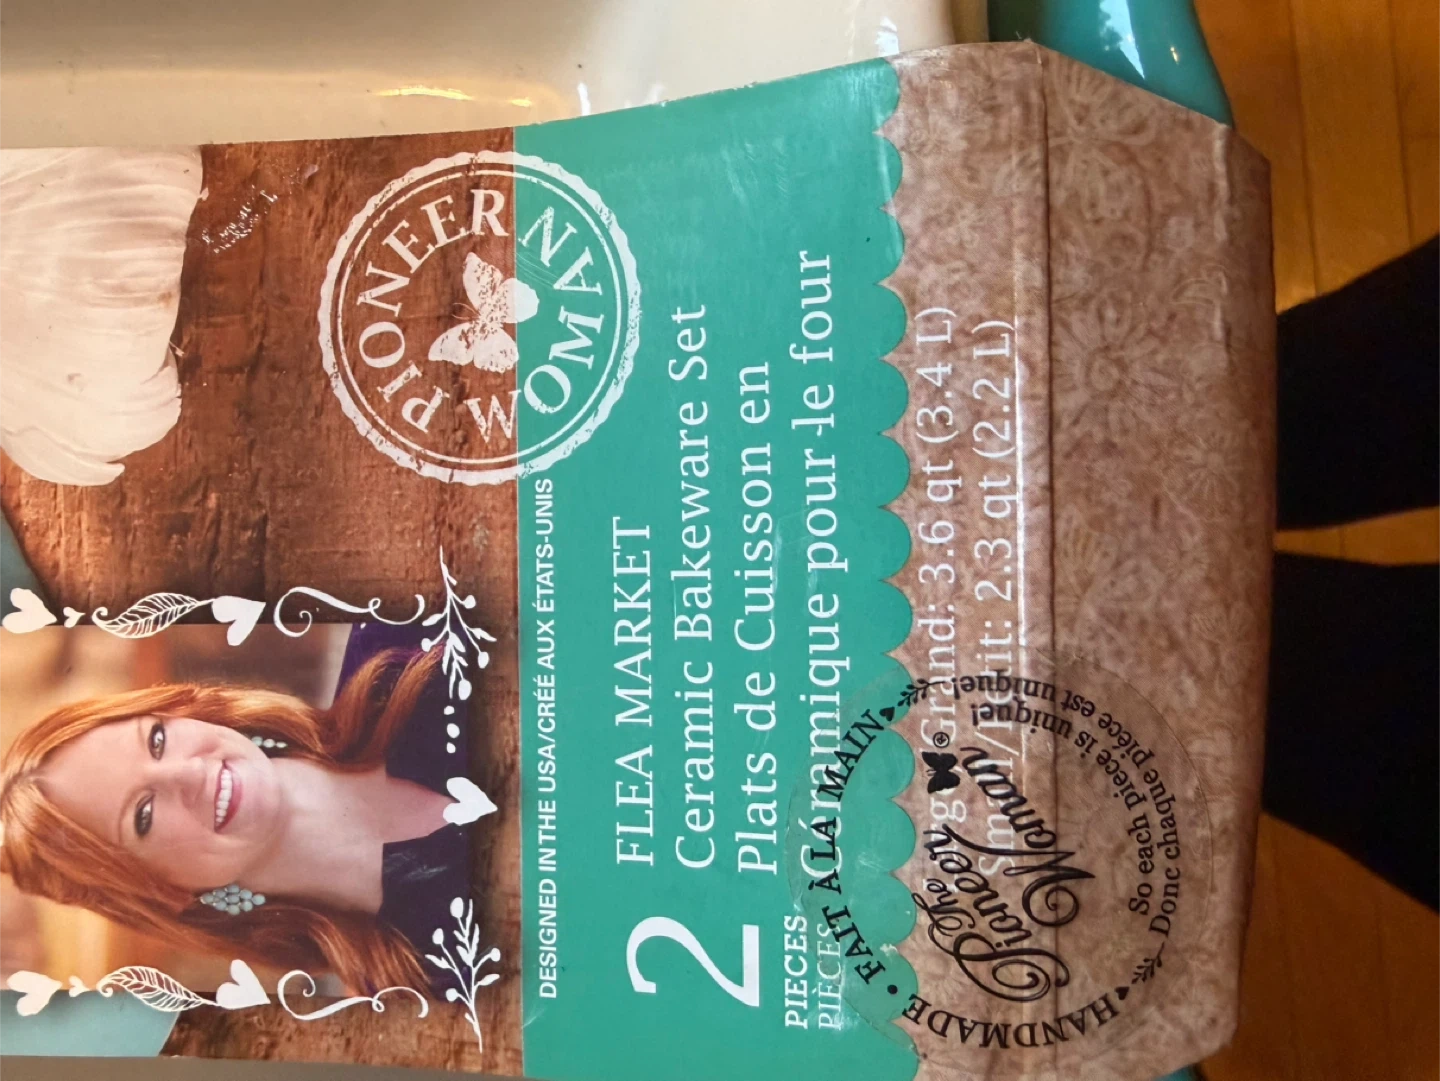 PIONEER
WOMAN
DESIGNED IN THE USA/CRÉÉ AUX ÉTATS-UNIS
2
PIECES
PIÈCES
FLEA MARKET
Ceramic Bakeware Set
Plats de Cuisson en
Céramique pour le four
Lg/Grand: 3.6 qt (3.4 L)
Small/Petit: 2.3 qt (2.2 L)
HANDMADE • FAIT À LA MAIN
The
Pioneer
Woman®
So each piece is unique!
Donc chaque pièce est unique!